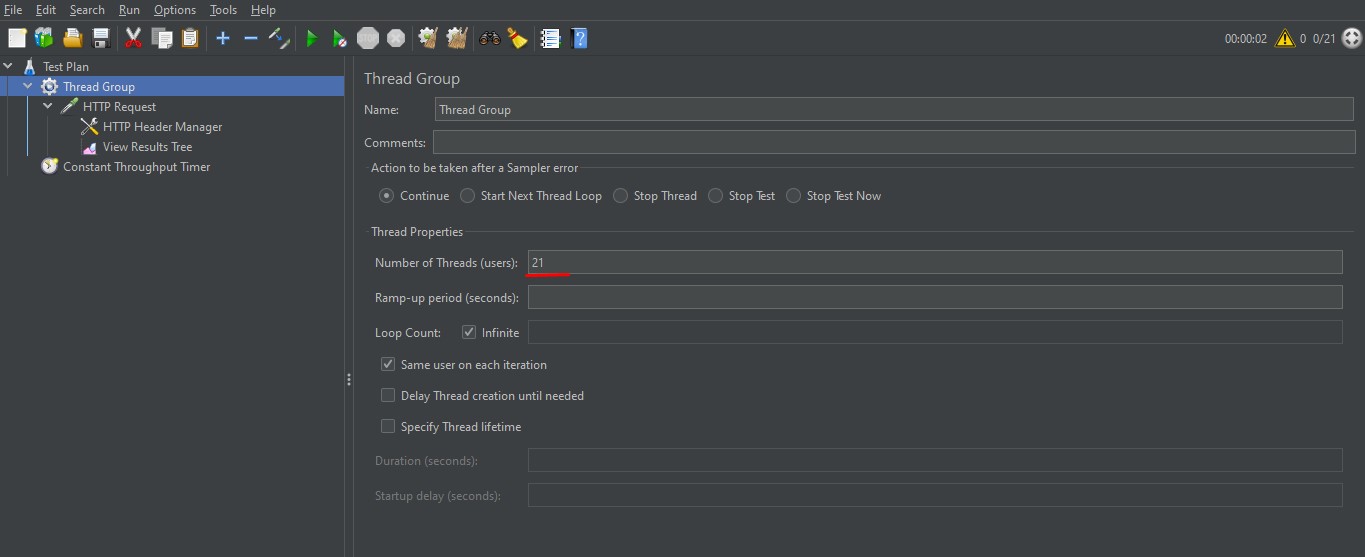 File Edit Search Run Options Tools Help
STOP 00:00:02 0 0/21
Test Plan
Thread Group
HTTP Request
HTTP Header Manager
View Results Tree
Constant Throughput Timer
Thread Group
Name: Thread Group
Comments:
Action to be taken after a Sampler error
Continue Start Next Thread Loop Stop Thread Stop Test Stop Test Now
Thread Properties
Number of Threads (users): 21
Ramp-up period (seconds):
Loop Count: Infinite
Same user on each iteration
Delay Thread creation until needed
Specify Thread lifetime
Duration (seconds):
Startup delay (seconds):